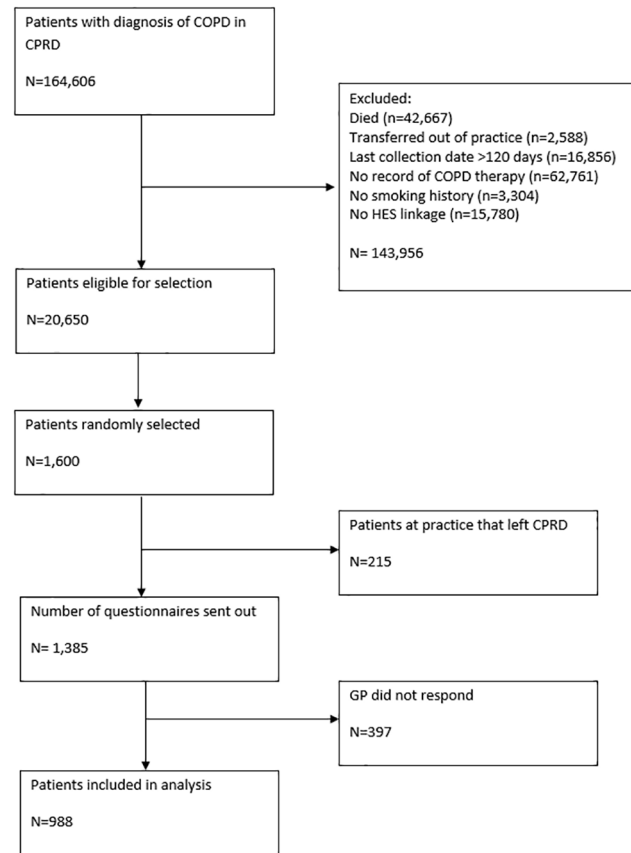 Patients with diagnosis of COPD in
CPRD
N=164,606
Excluded:
Died (n=42,667)
Transferred out of practice (n=2,588)
Last collection date >120 days (n=16,856)
No record of COPD therapy (n=62,761)
No smoking history (n=3,304)
No HES linkage (n=15,780)
N= 143,956
Patients eligible for selection
N=20,650
Patients randomly selected
N=1,600
Patients at practice that left CPRD
N=215
Number of questionnaires sent out
N= 1,385
GP did not respond
N=397
Patients included in analysis
N=988